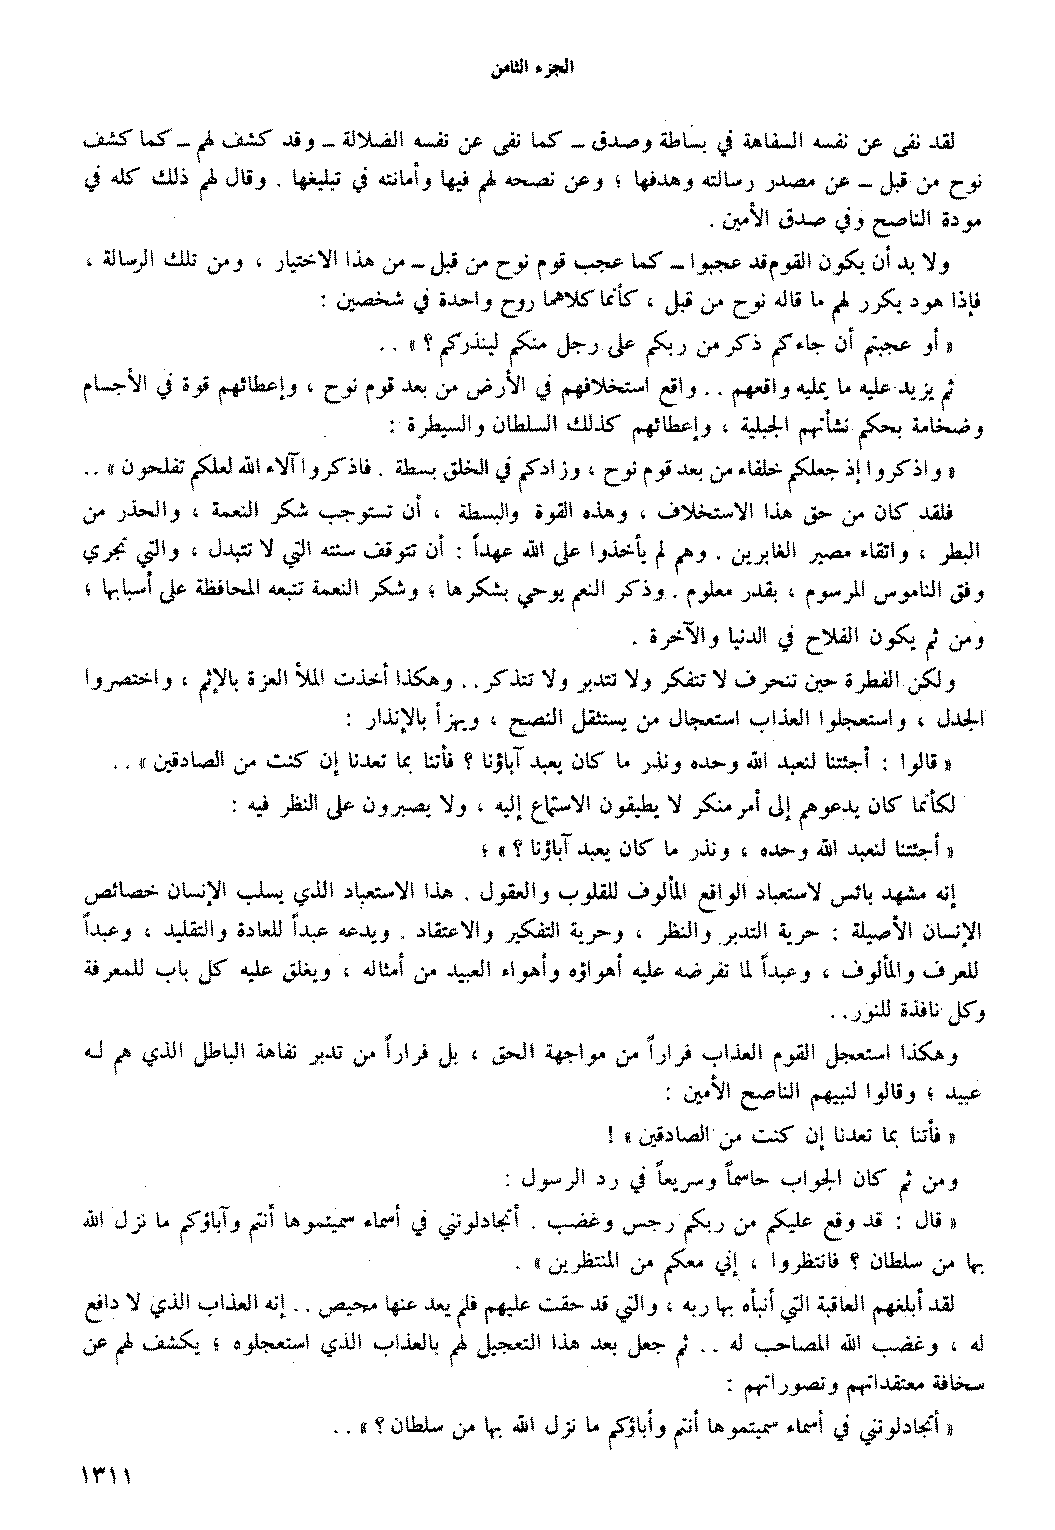 الجزء الثامن
لقد نفى عن نفسه السفاهة في بساطة وصدق ــ كما نفى عن نفسه الضلالة ــ وقد كشف لهم ــ كما كشف
نوح من قبل ــ عن مصدر رسالته وهدفها ؛ وعن نصحه لهم فيها وأمانته في تبليغها . وقال لهم ذلك كله في
مودة الناصح وفي صدق الأمين .
ولا بد أن يكون القوم قد عجبوا ــ كما عجب قوم نوح من قبل ــ من هذا الاختيار ، ومن تلك الرسالة ،
فإذا هود يكرر لهم ما قاله نوح من قبل ، كأنما كلاهما روح واحدة في شخصين :
« أو عجبتم أن جاءكم ذكر من ربكم على رجل منكم لينذركم ؟ » ..
ثم يزيد عليه ما يمليه واقعهم .. واقع استخلافهم في الأرض من بعد قوم نوح ، وإعطائهم قوة في الأجسام
وضخامة بحكم نشأتهم الجبلية ، وإعطائهم كذلك السلطان والسيطرة :
« واذكروا إذ جعلكم خلفاء من بعد قوم نوح ، وزادكم في الخلق بسطة . فاذكروا آلاء الله لعلكم تفلحون » ..
فلقد كان من حق هذا الاستخلاف ، وهذه القوة والبسطة ، أن تستوجب شكر النعمة ، والحذر من
البطر ، واتقاء مصير الغابرين . وهم لم يأخذوا على الله عهداً : أن تتوقف سنته التي لا تتبدل ، والتي تجري
وفق الناموس المرسوم ، بقدر معلوم . وذكر النعم يوحي بشكرها ؛ وشكر النعمة تتبعه المحافظة على أسبابها ؛
ومن ثم يكون الفلاح في الدنيا والآخرة .
ولكن الفطرة حين تنحرف لا تتفكر ولا تتدبر ولا تتذكر .. وهكذا أخذت الملأ العزة بالإثم ، واختصروا
الجدل ، واستعجلوا العذاب استعجال من يستثقل النصح ، ويهزأ بالإنذار :
« قالوا : أجئتنا لنعبد الله وحده ونذر ما كان يعبد آباؤنا ؟ فأتنا بما تعدنا إن كنت من الصادقين » ..
لكأنما كان يدعوهم إلى أمر منكر لا يطيقون الاستماع إليه ، ولا يصبرون على النظر فيه :
« أجئتنا لنعبد الله وحده ، ونذر ما كان يعبد آباؤنا ؟ » ؛
إنه مشهد بائس لاستعباد الواقع المألوف للقلوب والعقول . هذا الاستعباد الذي يسلب الإنسان خصائص
الإنسان الأصيلة : حرية التدبر والنظر ، وحرية التفكير والاعتقاد . ويدعه عبداً للعادة والتقليد ، وعبداً
للعرف والمألوف ، وعبداً لما تفرضه عليه أهواؤه وأهواء العبيد من أمثاله ، ويغلق عليه كل باب للمعرفة
وكل نافذة للنور ..
وهكذا استعجل القوم العذاب فراراً من مواجهة الحق ، بل فراراً من تدبر تفاهة الباطل الذي هم له
عبيد ؛ وقالوا لنبيهم الناصح الأمين :
« فأتنا بما تعدنا إن كنت من الصادقين » !
ومن ثم كان الجواب حاسماً وسريعاً في رد الرسول :
« قال : قد وقع عليكم من ربكم رجس وغضب . أتجادلونني في أسماء سميتموها أنتم وآباؤكم ما نزل الله
بها من سلطان ؟ فانتظروا ، إني معكم من المنتظرين » .
لقد أبلغهم العاقبة التي أنبأه بها ربه ، والتي قد حقت عليهم فلم يعد عنها محيص .. إنه العذاب الذي لا دافع
له ، وغضب الله المصاحب له .. ثم جعل بعد هذا التعجيل لهم بالعذاب الذي استعجلوه ؛ يكشف لهم عن
سخافة معتقداتهم وتصوراتهم :
« أتجادلونني في أسماء سميتموها أنتم وأباؤكم ما نزل الله بها من سلطان ؟ » ..
١٣١١